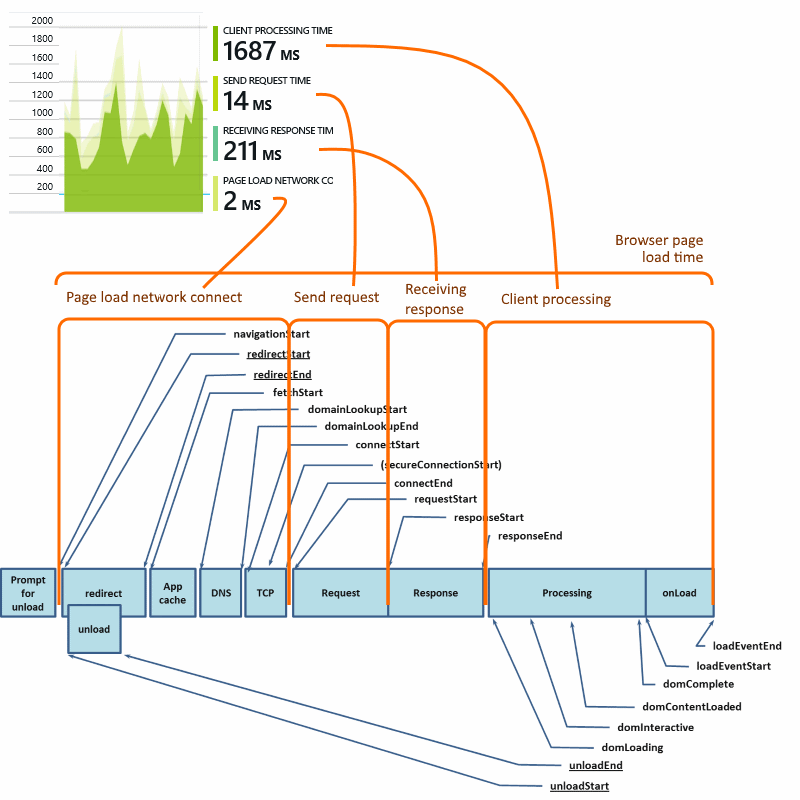 2000
1800
1600
1400
1200
1000
800
600
400
200
CLIENT PROCESSING TIME
1687 MS
SEND REQUEST TIME
14 MS
RECEIVING RESPONSE TIM
211 MS
PAGE LOAD NETWORK CO
2 MS
Browser page
load time
Page load network connect
Send request
Receiving
response
Client processing
navigationStart
redirectStart
redirectEnd
fetchStart
domainLookupStart
domainLookupEnd
connectStart
(secureConnectionStart)
connectEnd
requestStart
responseStart
responseEnd
Prompt
for
unload
redirect
unload
App
cache
DNS
TCP
Request
Response
Processing
onLoad
loadEventEnd
loadEventStart
domComplete
domContentLoaded
domInteractive
domLoading
unloadEnd
unloadStart